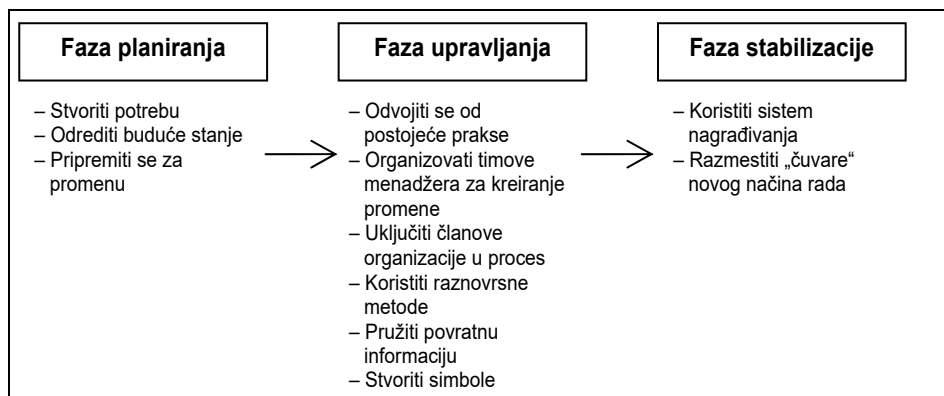 Faza planiranja
– Stvoriti potrebu
– Odrediti buduće stanje
– Pripremiti se za
promenu
Faza upravljanja
– Odvojiti se od
postojeće prakse
– Organizovati timove
menadžera za kreiranje
promene
– Uključiti članove
organizacije u proces
– Koristiti raznovrsne
metode
– Pružiti povratnu
informaciju
– Stvoriti simbole
Faza stabilizacije
– Koristiti sistem
nagrađivanja
– Razmestiti „čuvare“
novog načina rada